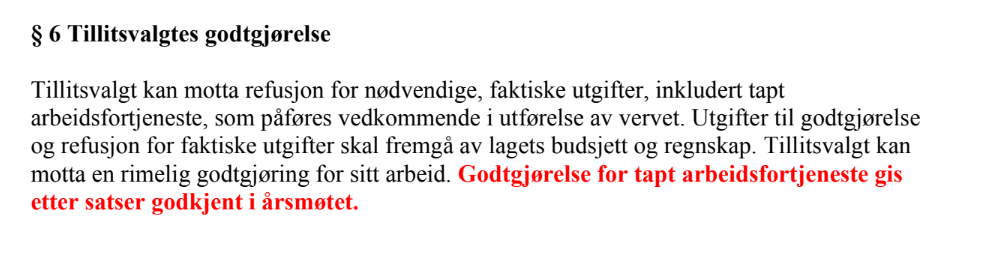 § 6 Tillitsvalgtes godtgjørelse
Tillitsvalgt kan motta refusjon for nødvendige, faktiske utgifter, inkludert tapt
arbeidsfortjeneste, som påføres vedkommende i utførelse av vervet. Utgifter til godtgjørelse
og refusjon for faktiske utgifter skal fremgå av lagets budsjett og regnskap. Tillitsvalgt kan
motta en rimelig godtgjøring for sitt arbeid. Godtgjørelse for tapt arbeidsfortjeneste gis
etter satser godkjent i årsmøtet.